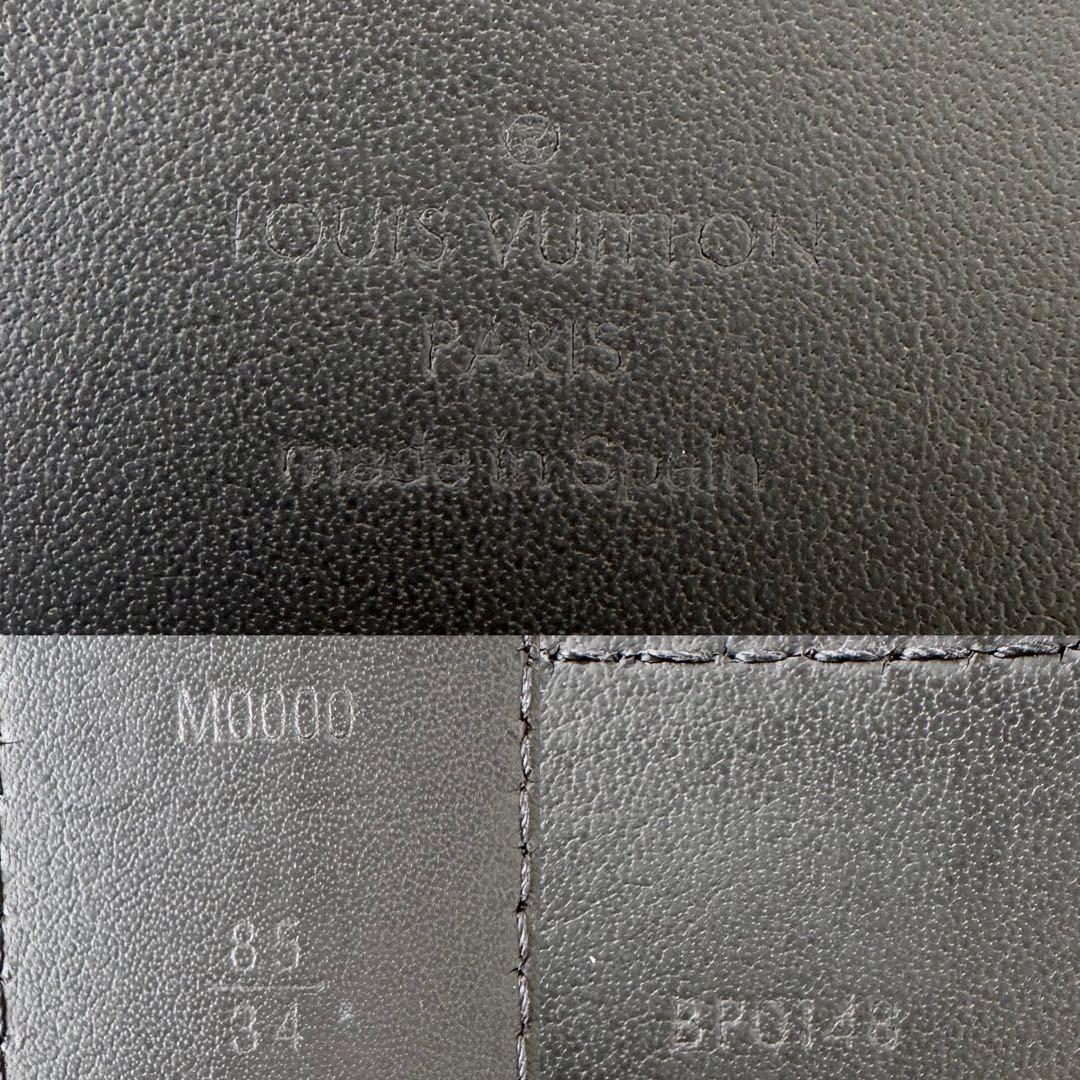 LOUIS VUITTON
PARIS
made in Spain
M0000
85
34
BP0148